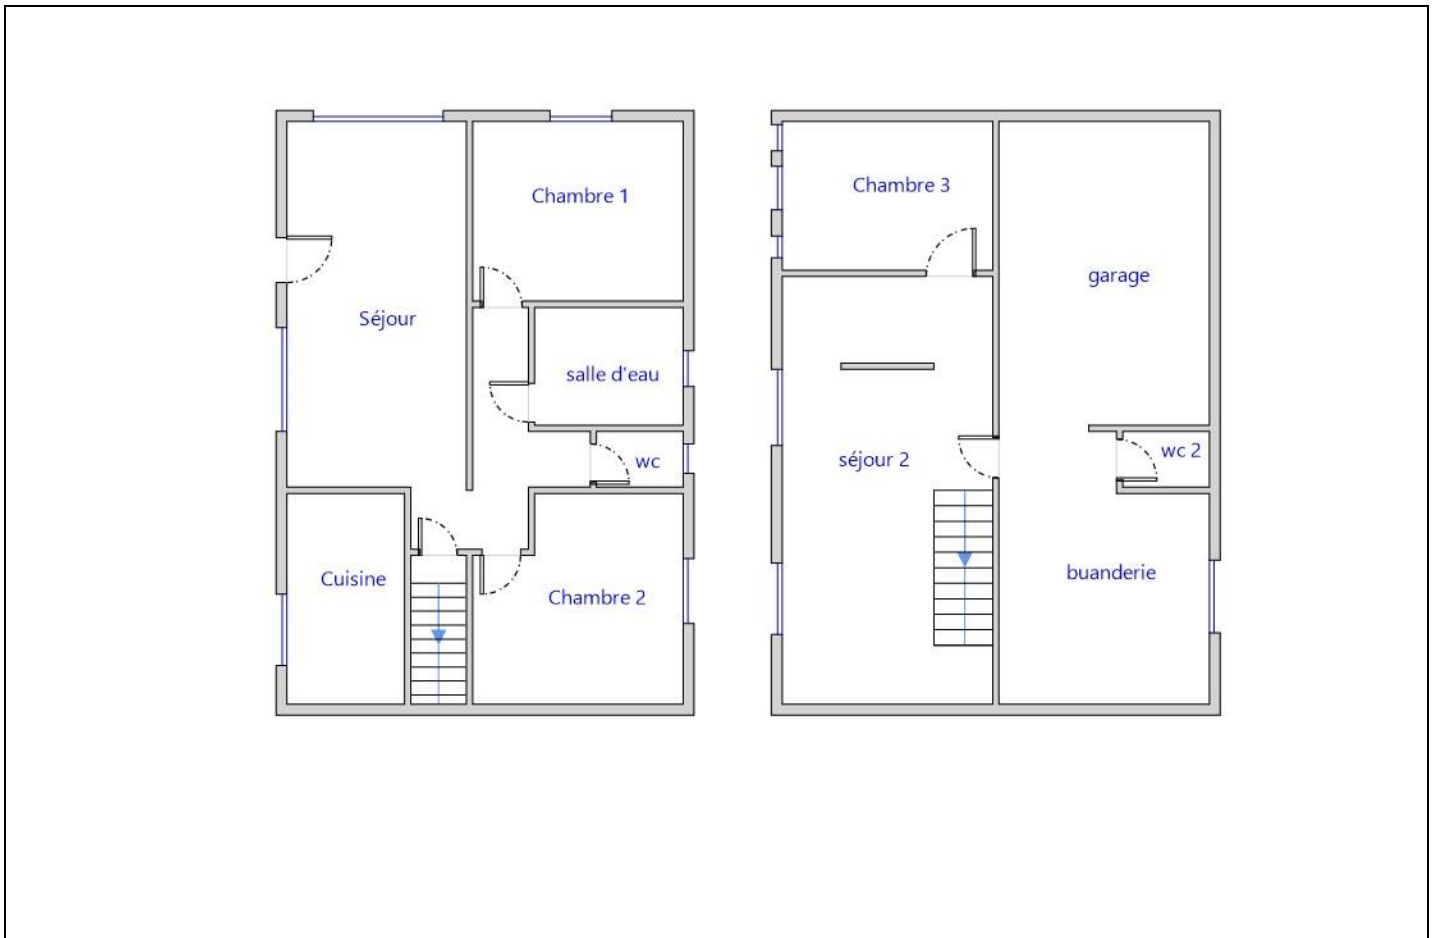 Chambre 1
Séjour
salle d'eau
wc
Cuisine
Chambre 2
Chambre 3
garage
séjour 2
wc 2
buanderie